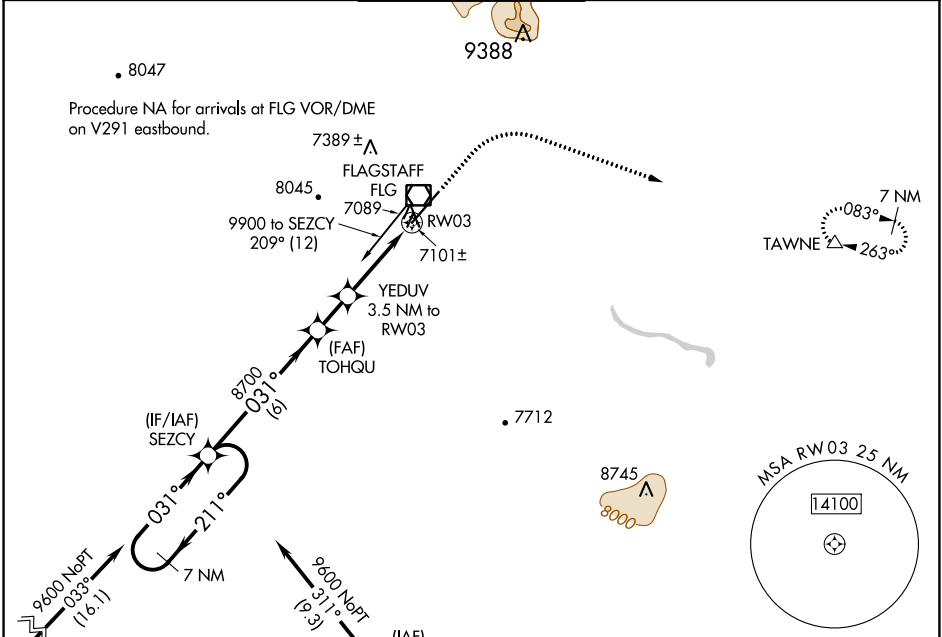 9388
8047
Procedure NA for arrivals at FLG VOR/DME
on V291 eastbound.
7389 ±
FLAGSTAFF
FLG
8045
7089
RW03
9900 to SEZCY
209° (12)
7101±
7 NM
083°
TAWNE
263°
YEDUV
3.5 NM to
RW03
(FAF)
TOHQU
8700
031°
(6)
(IF/IAF)
SEZCY
7712
031°
211°
7 NM
8745
8000
MSA RW03 25 NM
14100
9600 NoPT
033°
(16.1)
9600 NoPT
311°
(9.3)
(IAF)